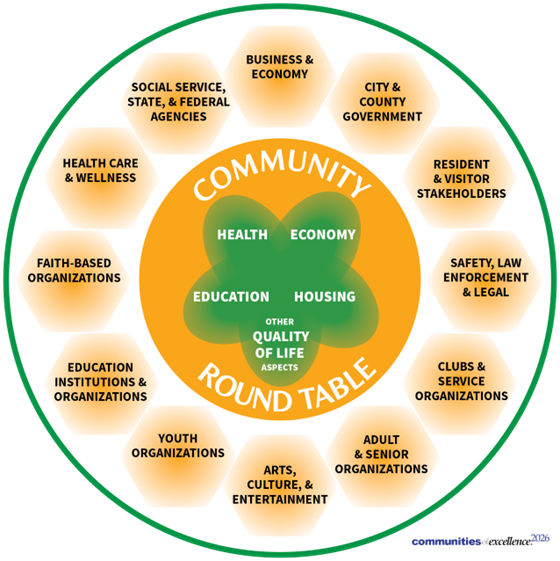 BUSINESS &
ECONOMY
CITY &
COUNTY
GOVERNMENT
RESIDENT
& VISITOR
STAKEHOLDERS
SAFETY, LAW
ENFORCEMENT
& LEGAL
CLUBS &
SERVICE
ORGANIZATIONS
ADULT
& SENIOR
ORGANIZATIONS
ARTS,
CULTURE, &
ENTERTAINMENT
YOUTH
ORGANIZATIONS
EDUCATION
INSTITUTIONS &
ORGANIZATIONS
FAITH-BASED
ORGANIZATIONS
HEALTH CARE
& WELLNESS
SOCIAL SERVICE,
STATE, & FEDERAL
AGENCIES
COMMUNITY
HEALTH
ECONOMY
EDUCATION
HOUSING
OTHER
QUALITY
OF LIFE
ASPECTS
ROUND TABLE
communities of excellence 2026